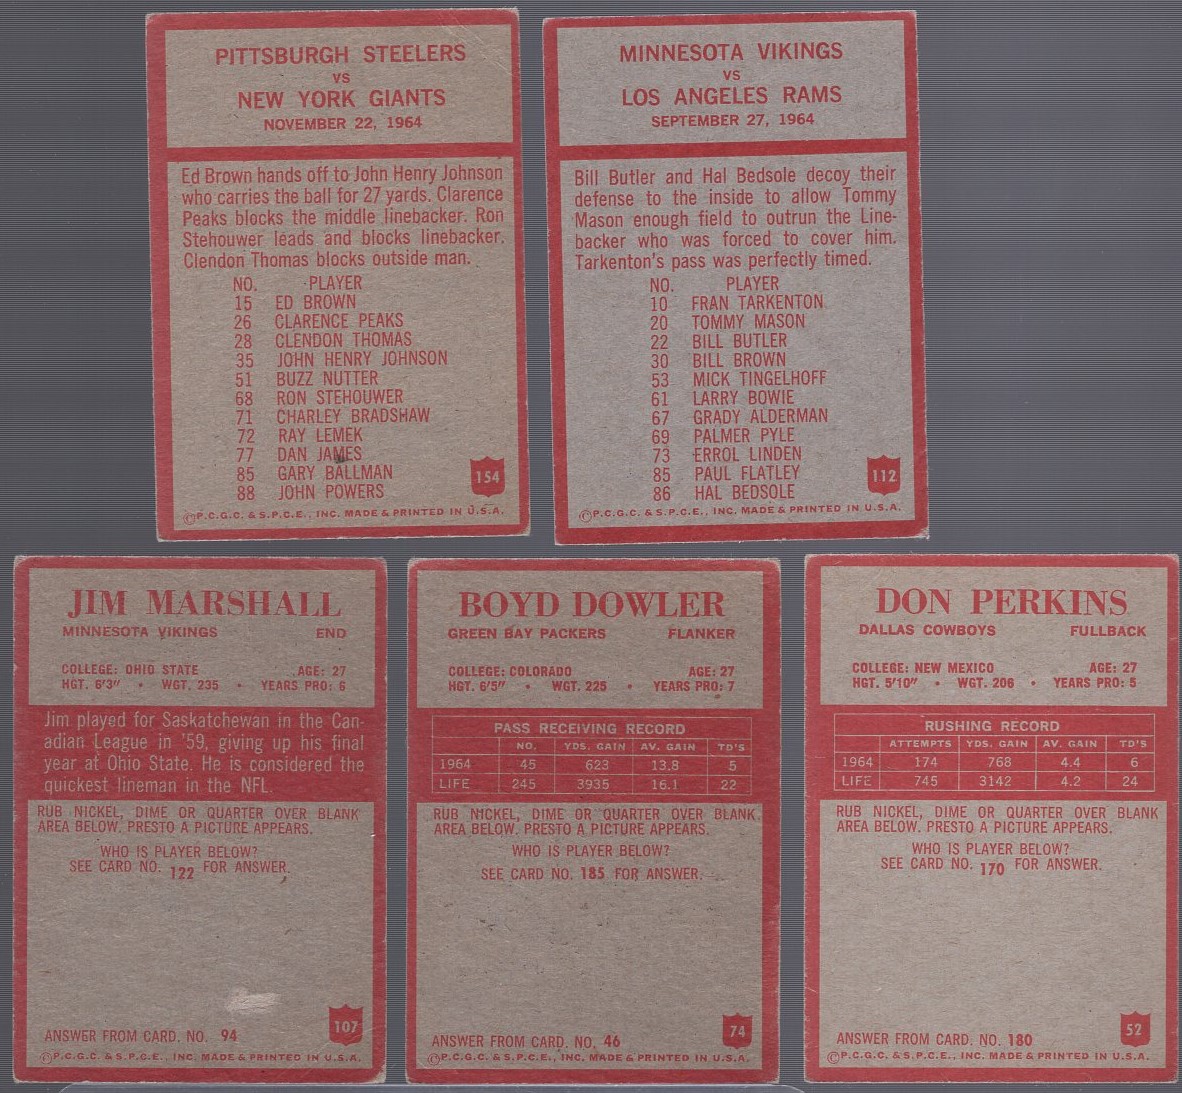 PITTSBURGH STEELERS
VS
NEW YORK GIANTS
NOVEMBER 22, 1964
Ed Brown hands off to John Henry Johnson
who carries the ball for 27 yards. Clarence
Peaks blocks the middle linebacker. Ron
Stehouwer leads and blocks linebacker.
Clendon Thomas blocks outside man.
NO. PLAYER
15 ED BROWN
26 CLARENCE PEAKS
28 CLENDON THOMAS
35 JOHN HENRY JOHNSON
51 BUZZ NUTTER
68 RON STEHOUWER
71 CHARLEY BRADSHAW
72 RAY LEMEK
77 DAN JAMES
85 GARY BALLMAN
88 JOHN POWERS
154
©P.C.G.C. & S.P.C.E., INC. MADE & PRINTED IN U.S.A.
MINNESOTA VIKINGS
VS
LOS ANGELES RAMS
SEPTEMBER 27, 1964
Bill Butler and Hal Bedsole decoy their
defense to the inside to allow Tommy
Mason enough field to outrun the Line-
backer who was forced to cover him.
Tarkenton's pass was perfectly timed.
NO. PLAYER
10 FRAN TARKENTON
20 TOMMY MASON
22 BILL BUTLER
30 BILL BROWN
53 MICK TINGELHOFF
61 LARRY BOWIE
67 GRADY ALDERMAN
69 PALMER PYLE
73 ERROL LINDEN
85 PAUL FLATLEY
86 HAL BEDSOLE
112
©P.C.G.C. & S.P.C.E., INC. MADE & PRINTED IN U.S.A.
JIM MARSHALL
MINNESOTA VIKINGS END
COLLEGE: OHIO STATE AGE: 27
HGT. 6'3" • WGT. 235 • YEARS PRO: 6
Jim played for Saskatchewan in the Can-
adian League in '59, giving up his final
year at Ohio State. He is considered the
quickest lineman in the NFL.
RUB NICKEL, DIME OR QUARTER OVER BLANK
AREA BELOW. PRESTO A PICTURE APPEARS.
WHO IS PLAYER BELOW?
SEE CARD NO. 122 FOR ANSWER.
ANSWER FROM CARD. NO. 94
107
©P.C.G.C. & S.P.C.E., INC. MADE & PRINTED IN U.S.A.
BOYD DOWLER
GREEN BAY PACKERS FLANKER
COLLEGE: COLORADO AGE: 27
HGT. 6'5" • WGT. 225 • YEARS PRO: 7
PASS RECEIVING RECORD
NO. YDS. GAIN AV. GAIN TD'S
1964 45 623 13.8 5
LIFE 245 3935 16.1 22
RUB NICKEL, DIME OR QUARTER OVER BLANK
AREA BELOW. PRESTO A PICTURE APPEARS.
WHO IS PLAYER BELOW?
SEE CARD NO. 185 FOR ANSWER.
ANSWER FROM CARD. NO. 46
74
©P.C.G.C. & S.P.C.E., INC. MADE & PRINTED IN U.S.A.
DON PERKINS
DALLAS COWBOYS FULLBACK
COLLEGE: NEW MEXICO AGE: 27
HGT. 5'10" • WGT. 206 • YEARS PRO: 5
RUSHING RECORD
ATTEMPTS YDS. GAIN AV. GAIN TD'S
1964 174 768 4.4 6
LIFE 745 3142 4.2 24
RUB NICKEL, DIME OR QUARTER OVER BLANK
AREA BELOW. PRESTO A PICTURE APPEARS.
WHO IS PLAYER BELOW?
SEE CARD NO. 170 FOR ANSWER.
ANSWER FROM CARD. NO. 180
52
©P.C.G.C. & S.P.C.E., INC. MADE & PRINTED IN U.S.A.